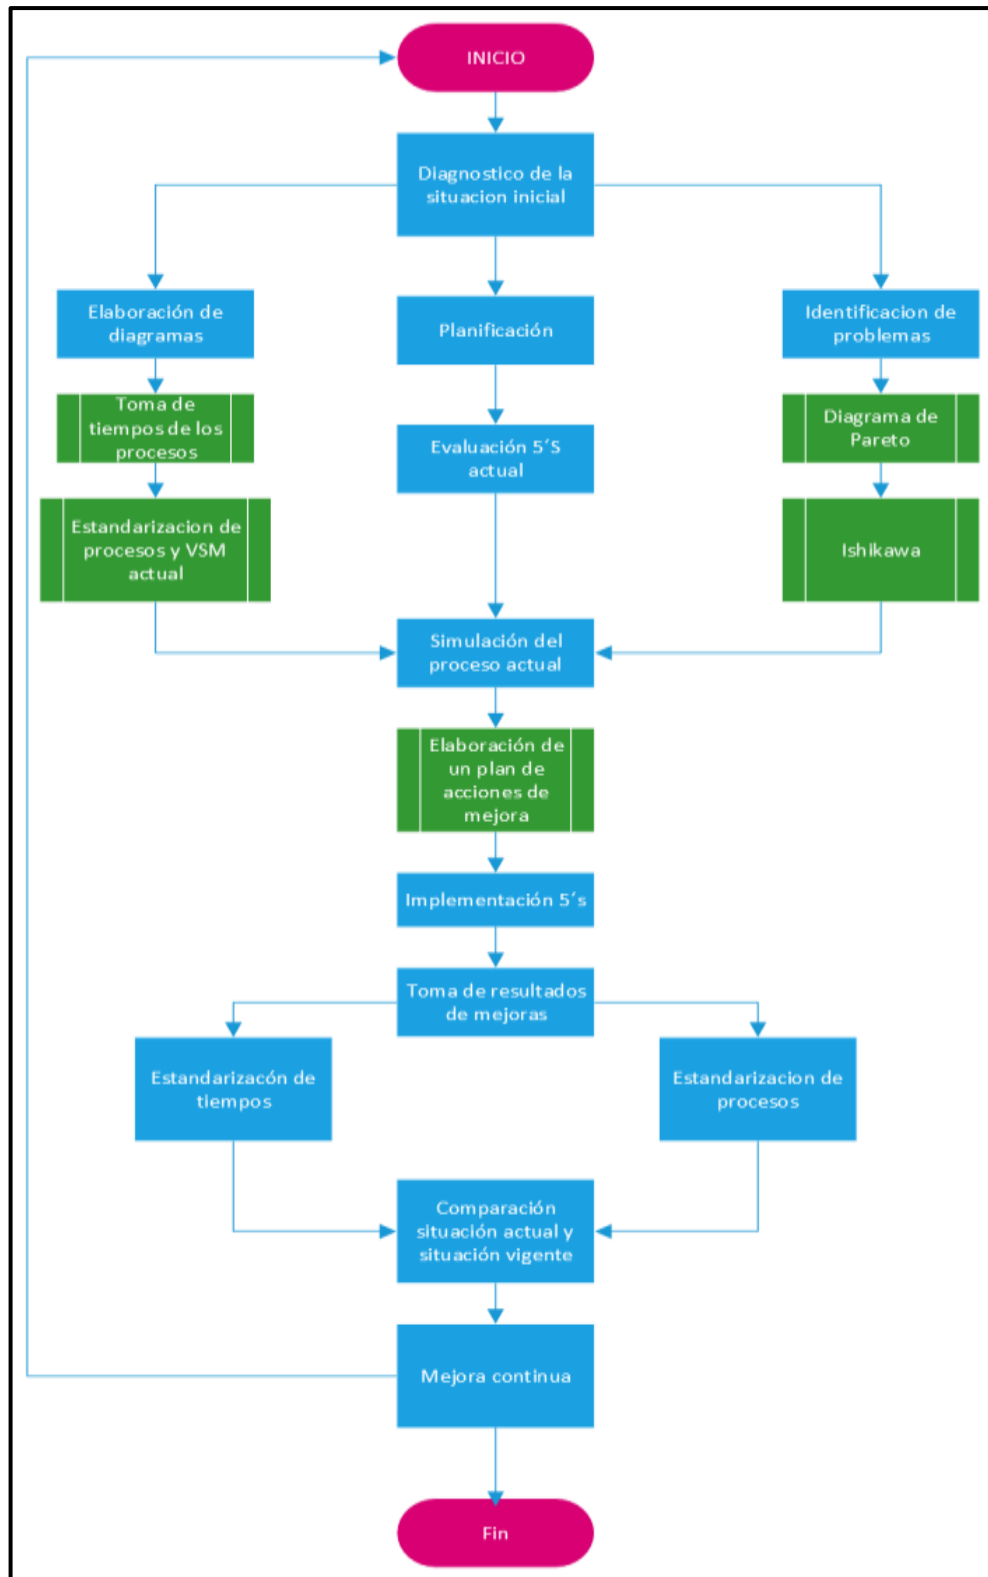 INICIO
Diagnostico de la
situacion inicial
Elaboración de
diagramas
Planificación
Identificacion de
problemas
Toma de
tiempos de los
procesos
Evaluación 5´S
actual
Diagrama de
Pareto
Estandarizacion de
procesos y VSM
actual
Ishikawa
Simulación del
proceso actual
Elaboración de
un plan de
acciones de
mejora
Implementación 5´s
Toma de resultados
de mejoras
Estandarizacón de
tiempos
Estandarizacion de
procesos
Comparación
situación actual y
situación vigente
Mejora continua
Fin